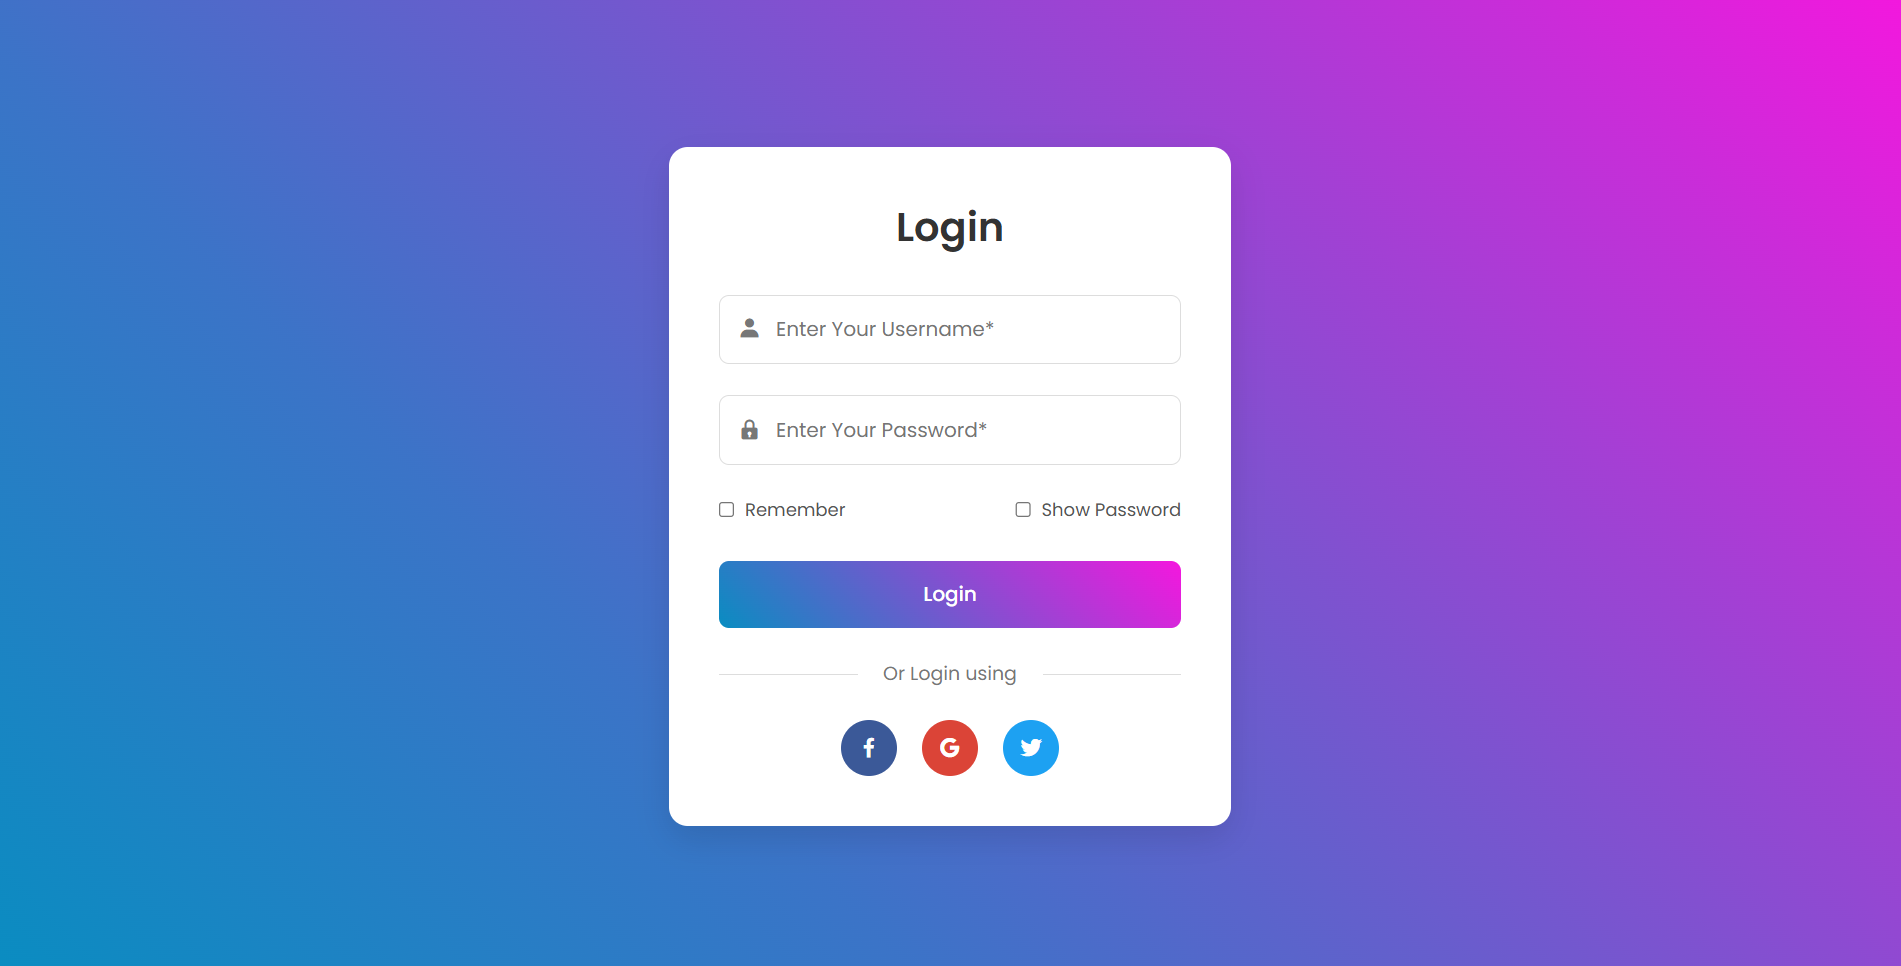 Login
Enter Your Username*
Enter Your Password*
Remember
Show Password
Login
Or Login using